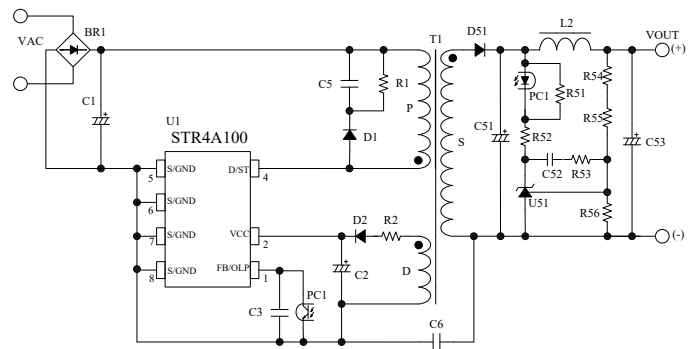 VAC
BR1
T1
D51
L2
VOUT
(+)
C5
R1
P
PC1
R51
R54
C1
U1
STR4A100
D1
C51
R52
R55
C53
S
C52
R53
S/GND
D/ST
5
4
U51
S/GND
6
R56
D2
R2
S/GND
VCC
7
2
(-)
C2
D
S/GND
FB/OLP
8
1
C3
PC1
C6